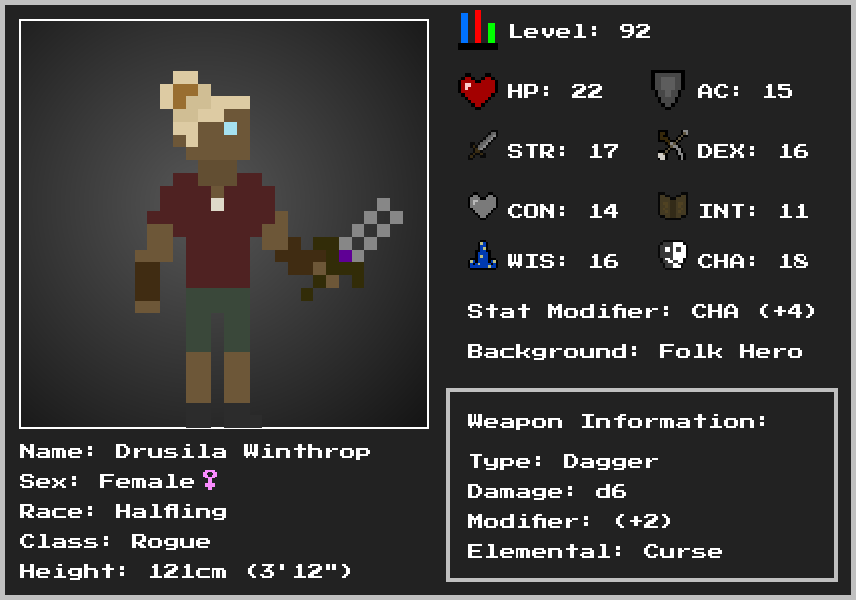 Level: 92
HP: 22
AC: 15
STR: 17
DEX: 16
CON: 14
INT: 11
WIS: 16
CHA: 18
Stat Modifier: CHA (+4)
Background: Folk Hero
Weapon Information:
Type: Dagger
Damage: d6
Modifier: (+2)
Elemental: Curse
Name: Drusila Winthrop
Sex: Female♀
Race: Halfling
Class: Rogue
Height: 121cm (3'12")